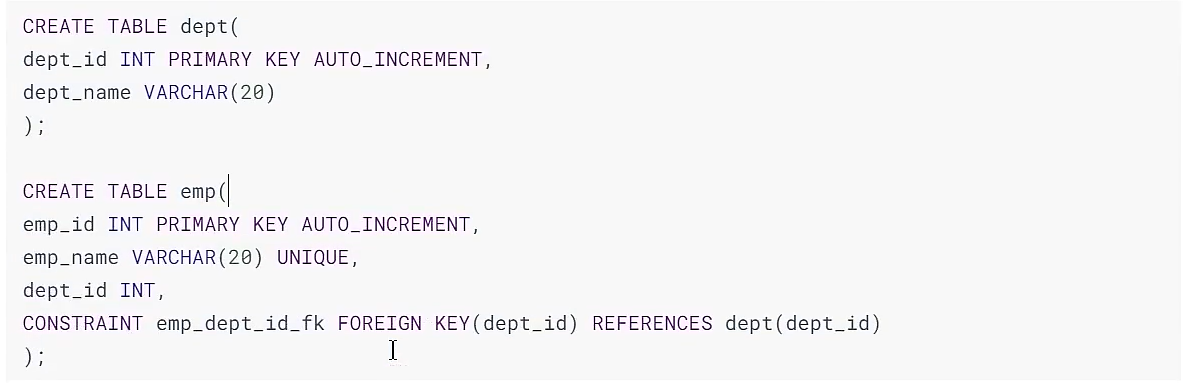 CREATE TABLE dept(
dept_id INT PRIMARY KEY AUTO_INCREMENT,
dept_name VARCHAR(20)
);
CREATE TABLE emp(
emp_id INT PRIMARY KEY AUTO_INCREMENT,
emp_name VARCHAR(20) UNIQUE,
dept_id INT,
CONSTRAINT emp_dept_id_fk FOREIGN KEY(dept_id) REFERENCES dept(dept_id)
);